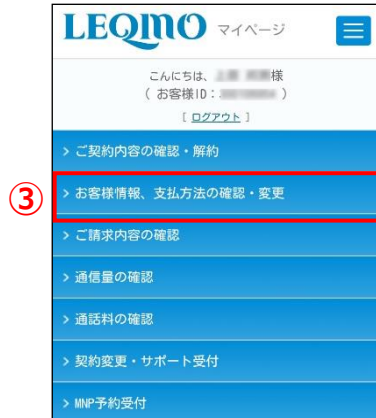 LEQMO マイページ
こんにちは、様
( お客様ID： )
[ ログアウト ]
> ご契約内容の確認・解約
③
> お客様情報、支払方法の確認・変更
> ご請求内容の確認
> 通信量の確認
> 通話料の確認
> 契約変更・サポート受付
> MNP予約受付